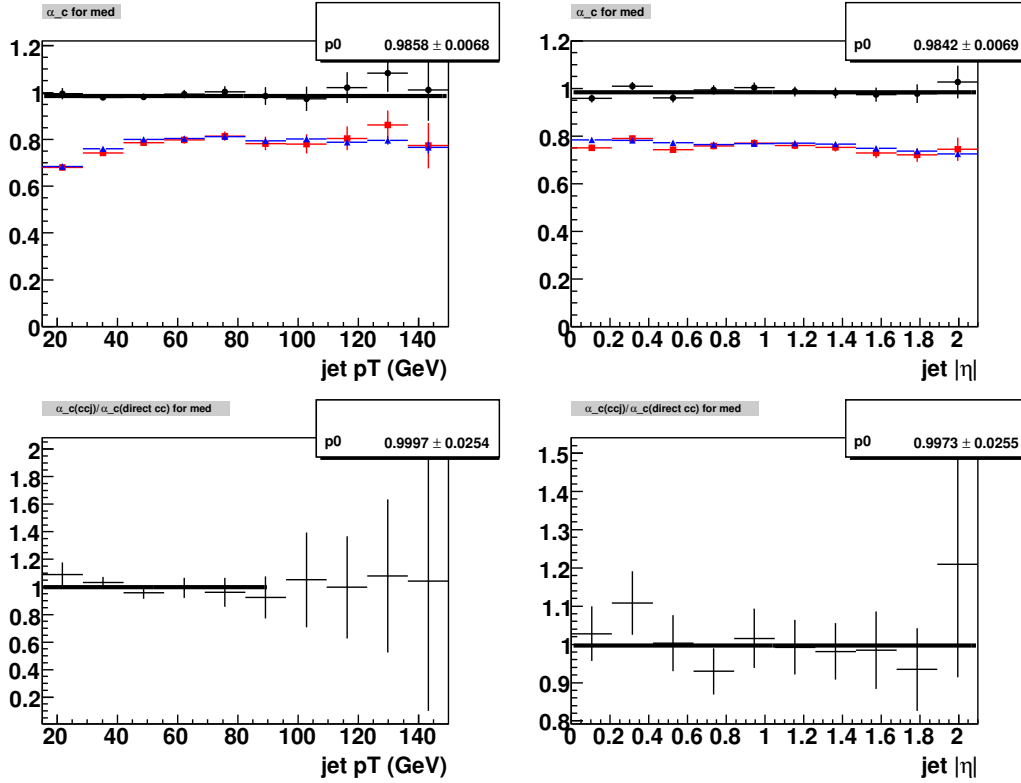 α_c for med
p0 0.9858 ± 0.0068
1.2
1
0.8
0.6
0.4
0.2
0
20 40 60 80 100 120 140
jet pT (GeV)
α_c for med
p0 0.9842 ± 0.0069
1.2
1
0.8
0.6
0.4
0.2
0
0 0.2 0.4 0.6 0.8 1 1.2 1.4 1.6 1.8 2
jet |η|
α_c(ccj)/ α_c(direct cc) for med
p0 0.9997 ± 0.0254
2
1.8
1.6
1.4
1.2
1
0.8
0.6
0.4
0.2
20 40 60 80 100 120 140
jet pT (GeV)
α_c(ccj)/ α_c(direct cc) for med
p0 0.9973 ± 0.0255
1.5
1.4
1.3
1.2
1.1
1
0.9
0.8
0 0.2 0.4 0.6 0.8 1 1.2 1.4 1.6 1.8 2
jet |η|